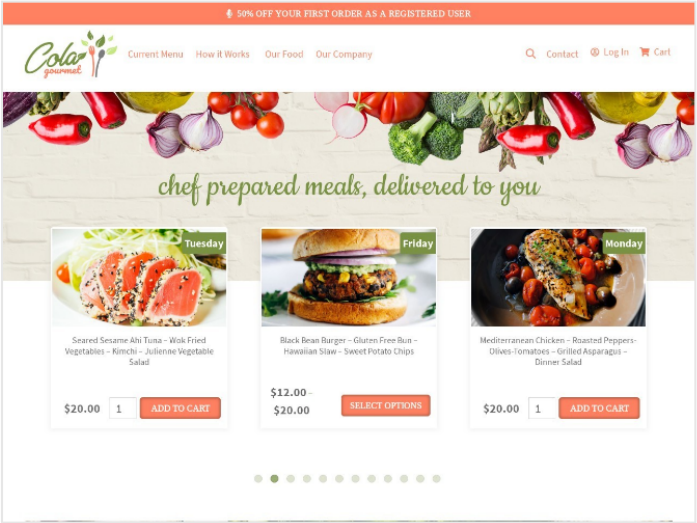 50% OFF YOUR FIRST ORDER AS A REGISTERED USER
Cola
gourmet
Current Menu How it Works Our Food Our Company Contact Log In Cart
chef prepared meals, delivered to you
Tuesday
Seared Sesame Ahi Tuna – Wok Fried
Vegetables – Kimchi – Julienne Vegetable
Salad
$20.00 1 ADD TO CART
Friday
Black Bean Burger – Gluten Free Bun –
Hawaiian Slaw – Sweet Potato Chips
$12.00 –
$20.00
SELECT OPTIONS
Monday
Mediterranean Chicken – Roasted Peppers-
Olives-Tomatoes – Grilled Asparagus –
Dinner Salad
$20.00 1 ADD TO CART